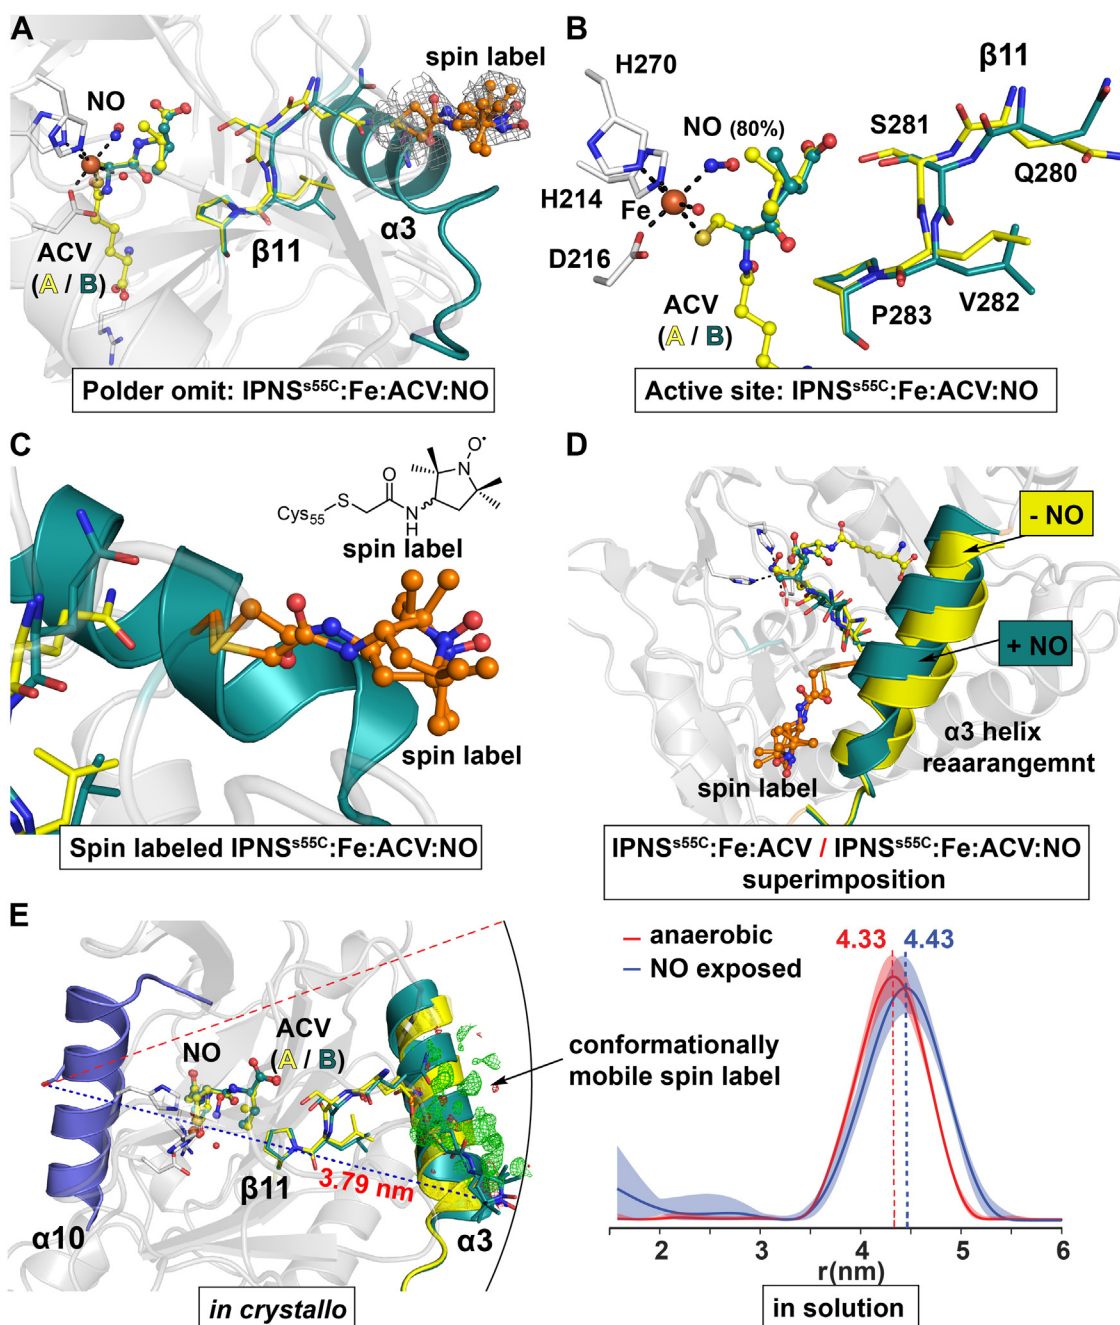 A
spin label
NO
ACV
(A / B)
β11
α3
Polder omit: IPNSˢ⁵⁵ᶜ:Fe:ACV:NO
B
β11
H270
NO (80%)
S281
Q280
H214
Fe
D216
ACV
(A / B)
P283
V282
Active site: IPNSˢ⁵⁵ᶜ:Fe:ACV:NO
C
O•
N
O
S
Cys₅₅
N
H
spin label
spin label
Spin labeled IPNSˢ⁵⁵ᶜ:Fe:ACV:NO
D
- NO
+ NO
α3 helix
reaarangemnt
spin label
IPNSˢ⁵⁵ᶜ:Fe:ACV / IPNSˢ⁵⁵ᶜ:Fe:ACV:NO
superimposition
E
NO
ACV
(A / B)
β11
3.79 nm
α10
α3
in crystallo
conformationally
mobile spin label
anaerobic
NO exposed
4.33 4.43
2 3 4 5 6
r(nm)
in solution